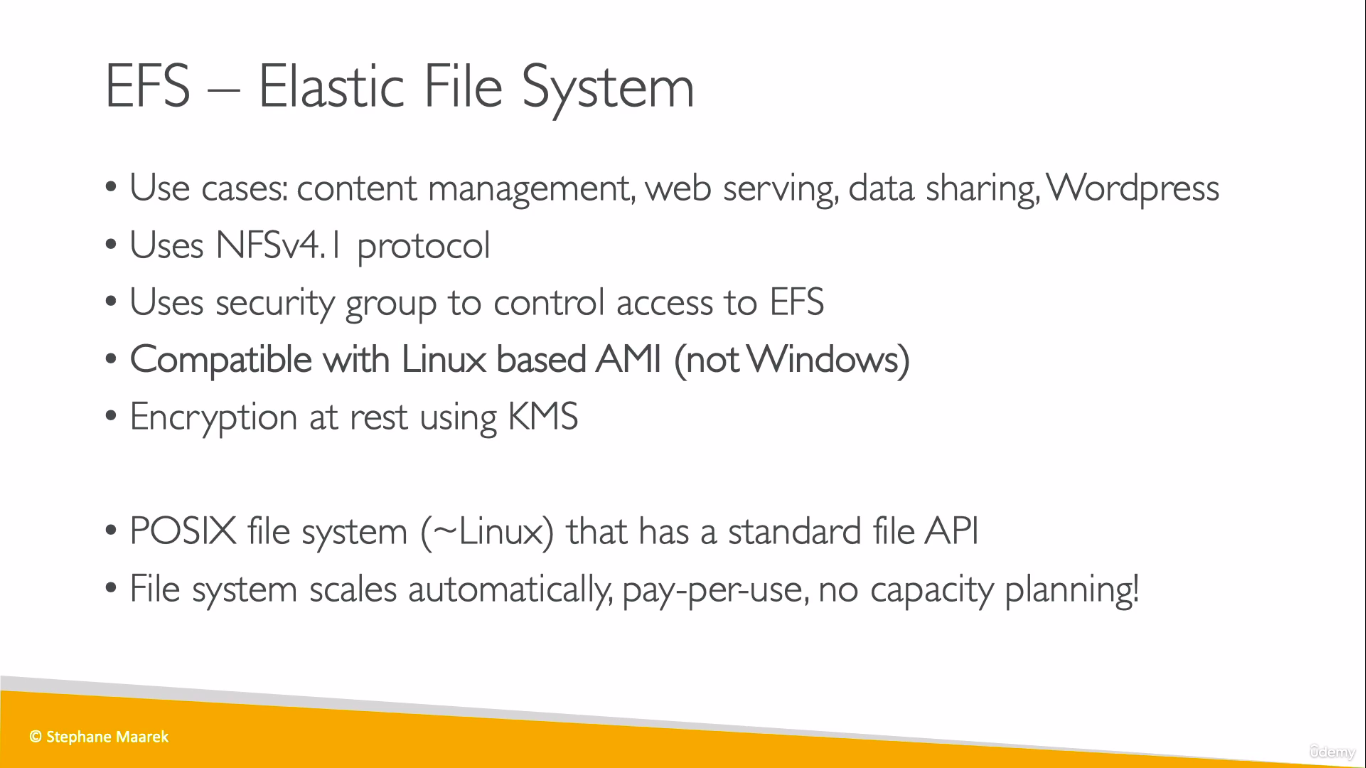 EFS – Elastic File System
• Use cases: content management, web serving, data sharing, Wordpress
• Uses NFSv4.1 protocol
• Uses security group to control access to EFS
• Compatible with Linux based AMI (not Windows)
• Encryption at rest using KMS
• POSIX file system (~Linux) that has a standard file API
• File system scales automatically, pay-per-use, no capacity planning!
© Stephane Maarek
ûdemy